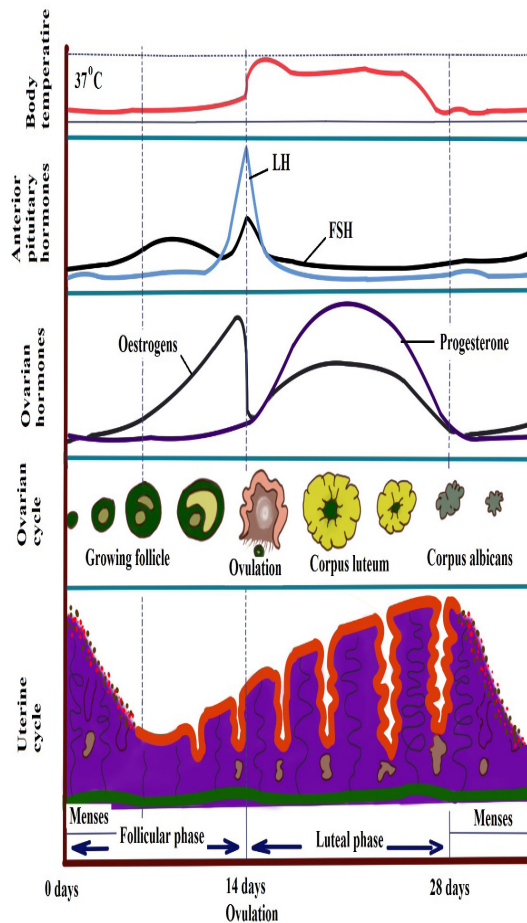 Body
temperatire
37⁰C
Anterior
pituitary
hormones
LH
FSH
Ovarian
hormones
Oestrogens
Progesterone
Ovarian
cycle
Growing follicle
Ovulation
Corpus luteum
Corpus albicans
Uterine
cycle
Menses
Menses
Follicular phase
Luteal phase
0 days
14 days
28 days
Ovulation